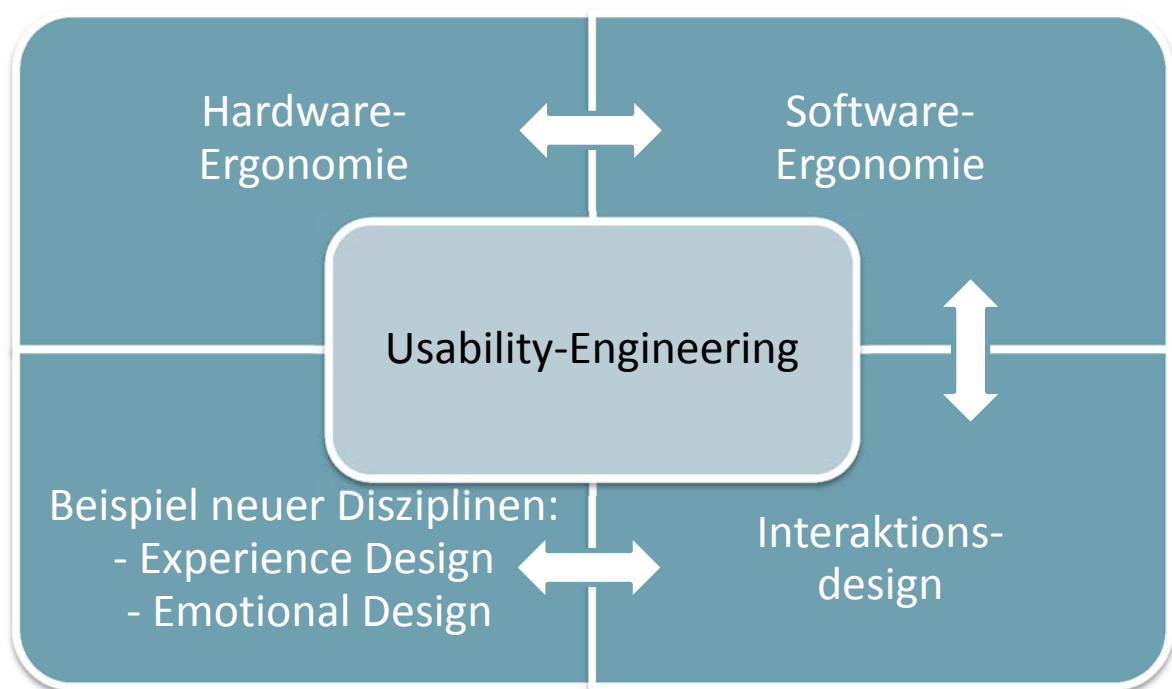 Hardware-
Ergonomie
Software-
Ergonomie
Usability-Engineering
Beispiel neuer Disziplinen:
- Experience Design
- Emotional Design
Interaktions-
design